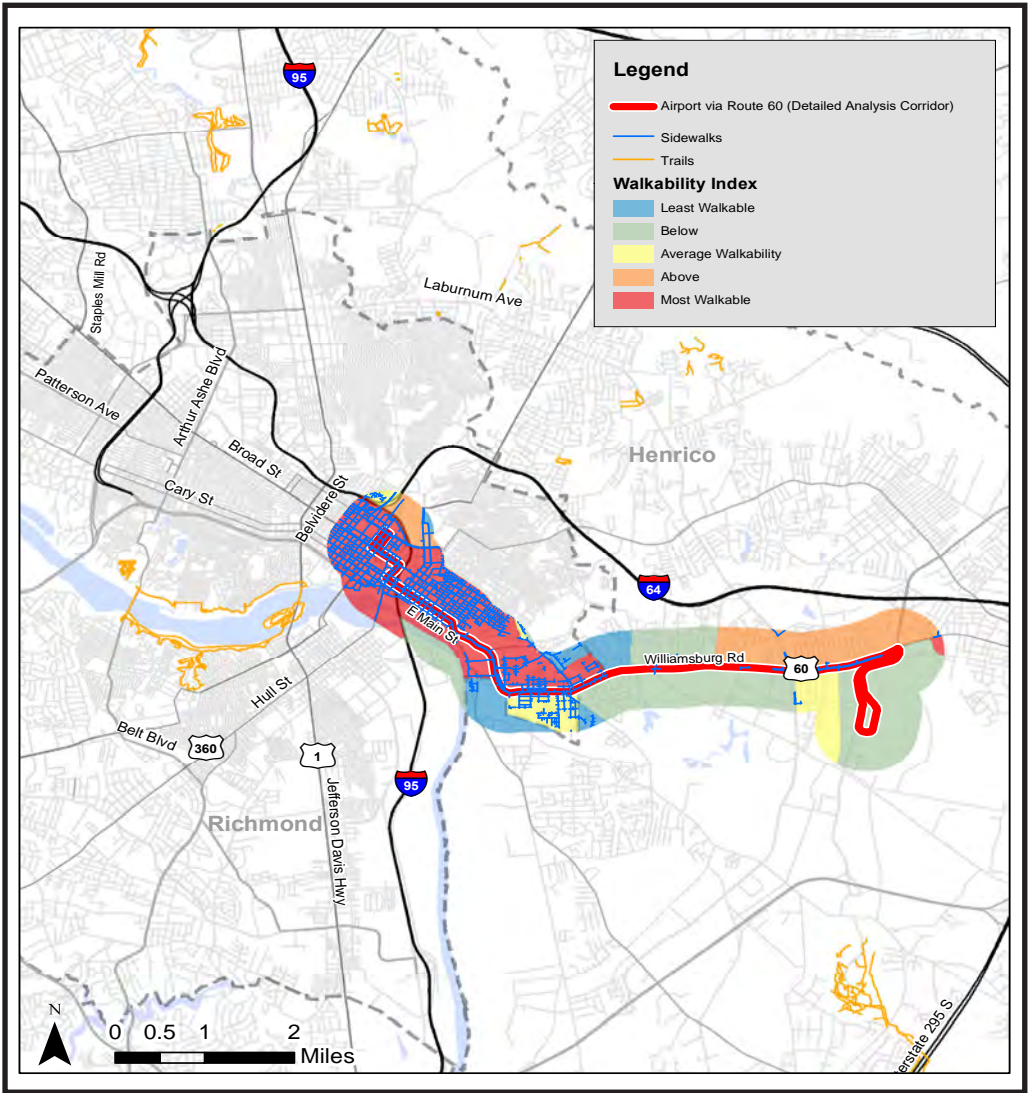 Legend
Airport via Route 60 (Detailed Analysis Corridor)
Sidewalks
Trails
Walkability Index
Least Walkable
Below
Average Walkability
Above
Most Walkable
95
Staples Mill Rd
Laburnum Ave
Patterson Ave
Arthur Ashe Blvd
Broad St
Henrico
Cary St
Belvidere St
64
E Main St
Williamsburg Rd
60
Hull St
Belt Blvd
360
1
95
Jefferson Davis Hwy
Richmond
erstate 295 S
N
0 0.5 1 2
Miles